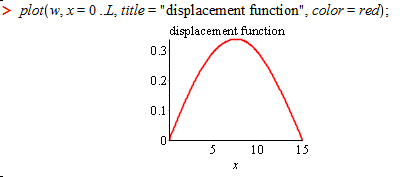 > plot(w, x = 0 ..L, title = "displacement function", color = red);
displacement function
0.3
0.2
0.1
0
5 10 15
x